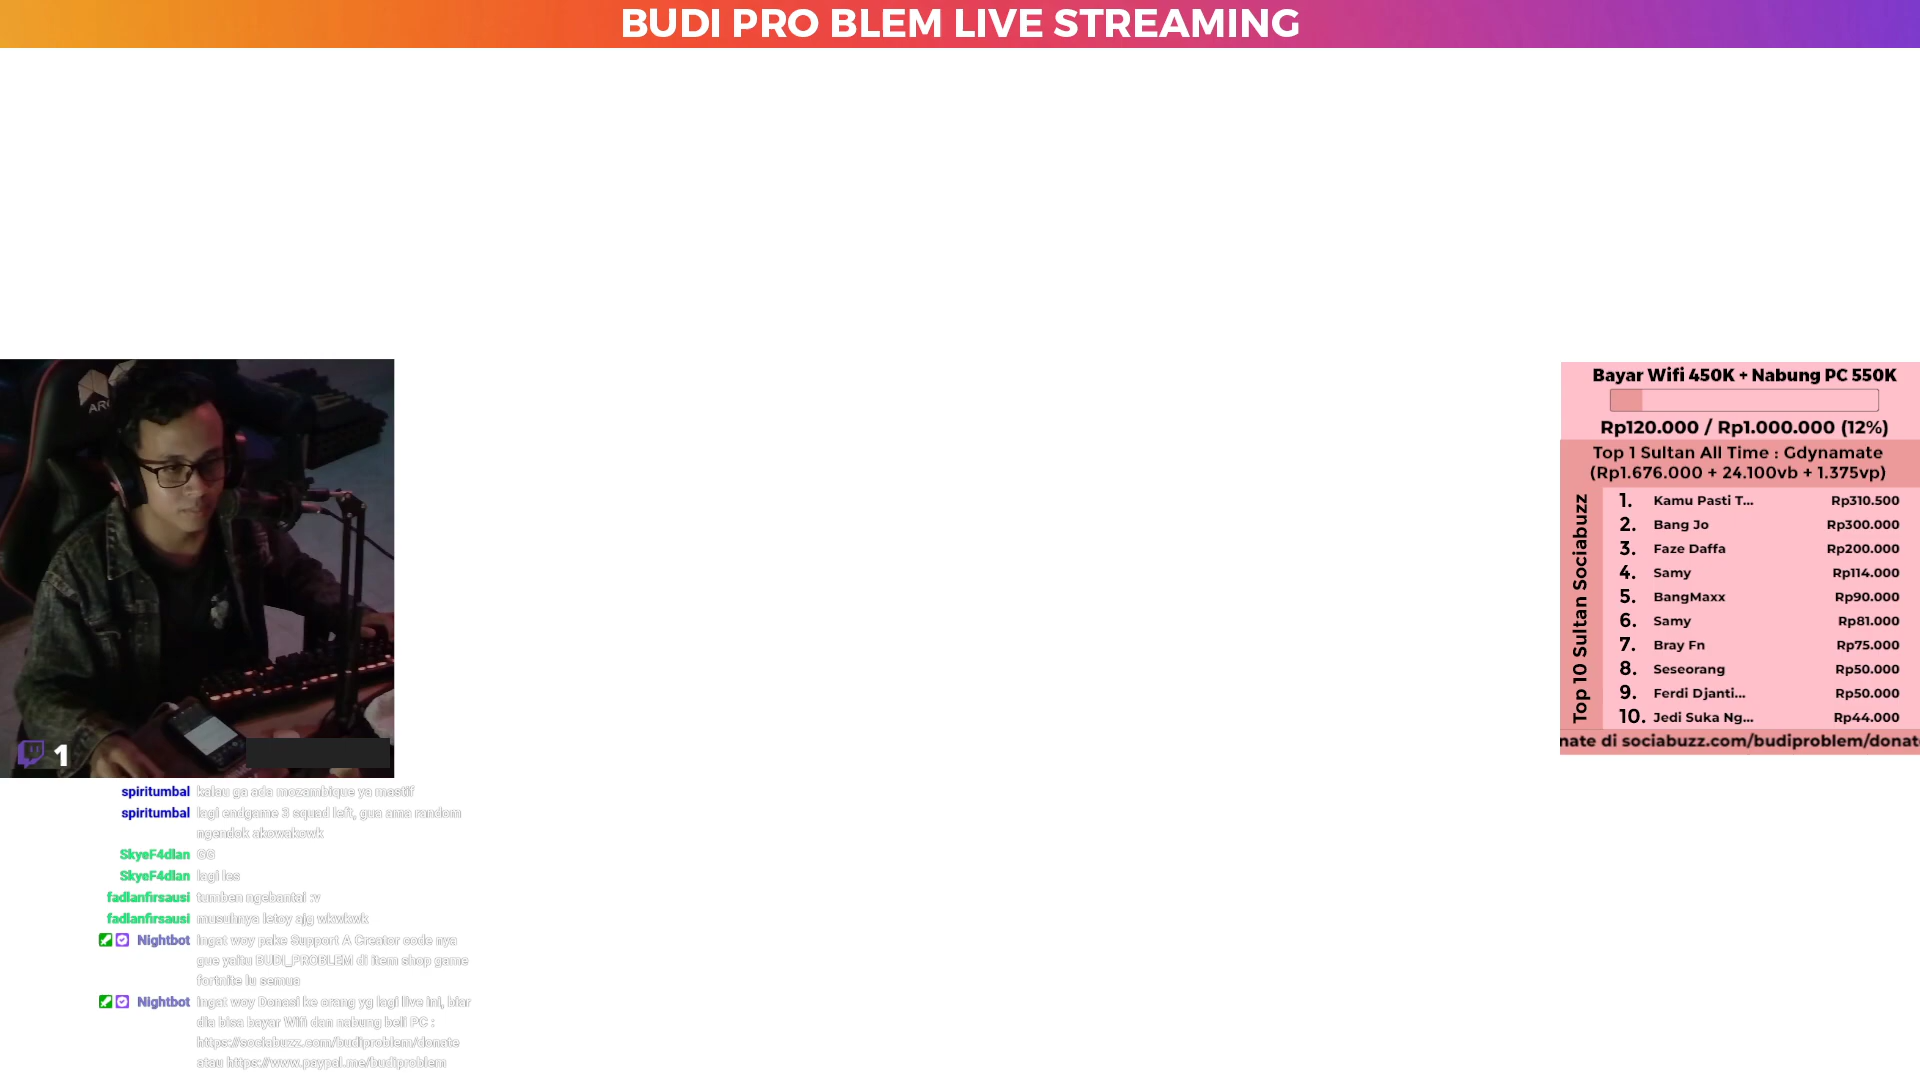 BUDI PRO BLEM LIVE STREAMING
1
spiritumbal kalau ga ada mozambique ya mastif
spiritumbal lagi endgame 3 squad left, gua ama random
ngendok akowakowk
SkyeF4dlan GG
SkyeF4dlan lagi les
fadlanfirsausi tumben ngebantai :v
fadlanfirsausi musuhnya letoy ajg wkwkwk
Nightbot Ingat woy pake Support A Creator code nya
gue yaitu BUDI_PROBLEM di item shop game
fortnite lu semua
Nightbot Ingat woy Donasi ke orang yg lagi live ini, biar
dia bisa bayar Wifi dan nabung beli PC :
https://sociabuzz.com/budiproblem/donate
atau https://www.paypal.me/budiproblem
Bayar Wifi 450K + Nabung PC 550K
Rp120.000 / Rp1.000.000 (12%)
Top 1 Sultan All Time : Gdynamate
(Rp1.676.000 + 24.100vb + 1.375vp)
Top 10 Sultan Sociabuzz
1. Kamu Pasti T... Rp310.500
2. Bang Jo Rp300.000
3. Faze Daffa Rp200.000
4. Samy Rp114.000
5. BangMaxx Rp90.000
6. Samy Rp81.000
7. Bray Fn Rp75.000
8. Seseorang Rp50.000
9. Ferdi Djanti... Rp50.000
10. Jedi Suka Ng... Rp44.000
nate di sociabuzz.com/budiproblem/donat